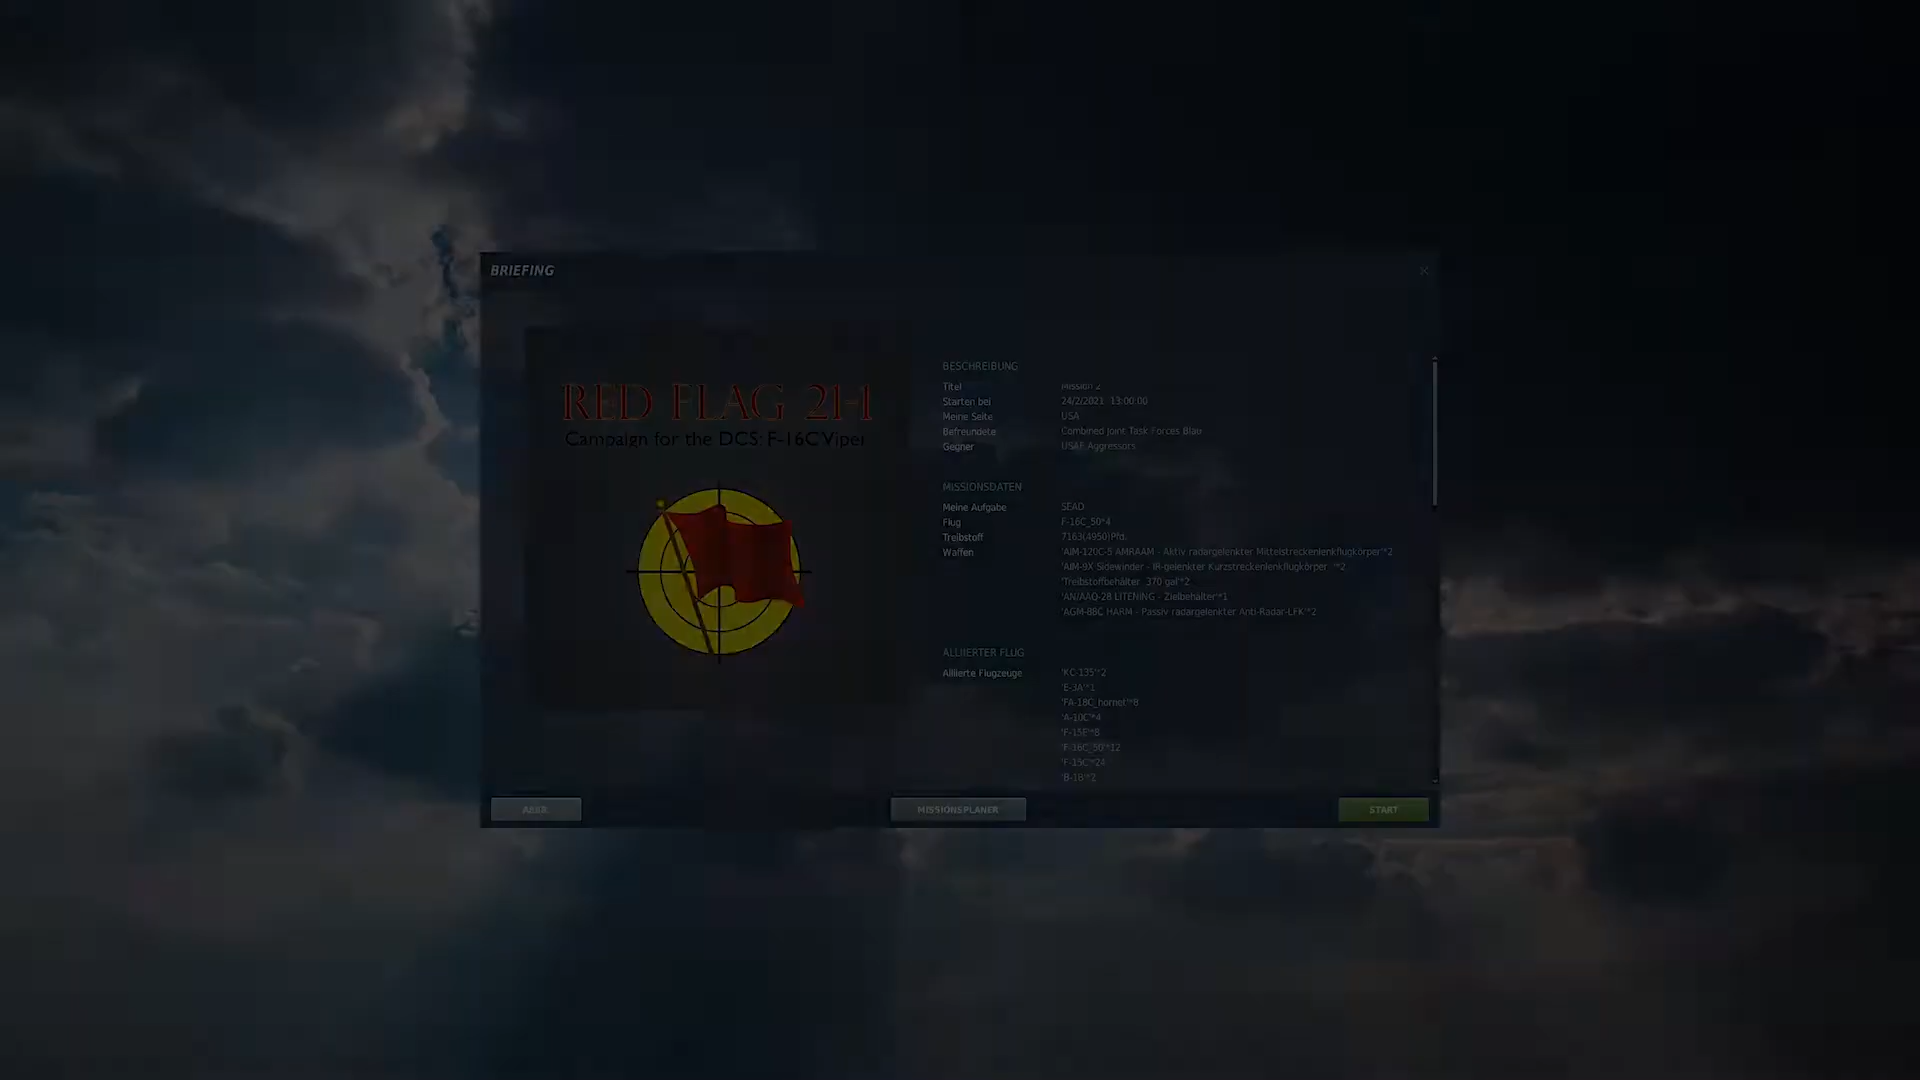 BRIEFING
RED FLAG 21-1
Campaign for the DCS: F-16C Viper
BESCHREIBUNG
Titel Mission 2
Starten bei 24/2/2021 13:00:00
Meine Seite USA
Befreundete Combined Joint Task Forces Blau
Gegner USAF Aggressors
MISSIONSDATEN
Meine Aufgabe SEAD
Flug F-16C_50*4
Treibstoff 7163(4950)Pfd.
Waffen 'AIM-120C-5 AMRAAM - Aktiv radargelenkter Mittelstreckenlenkflugkörper'*2
'AIM-9X Sidewinder - IR-gelenkter Kurzstreckenlenkflugkörper '*2
'Treibstoffbehälter 370 gal'*2
'AN/AAQ-28 LITENING - Zielbehälter'*1
'AGM-88C HARM - Passiv radargelenkter Anti-Radar-LFK'*2
ALLIIERTER FLUG
Alliierte Flugzeuge 'KC-135'*2
'E-3A'*1
'FA-18C_hornet'*8
'A-10C'*4
'F-15E'*8
'F-16C_50'*12
'F-15C'*24
'B-1B'*2
ABBR.
MISSIONSPLANER
START